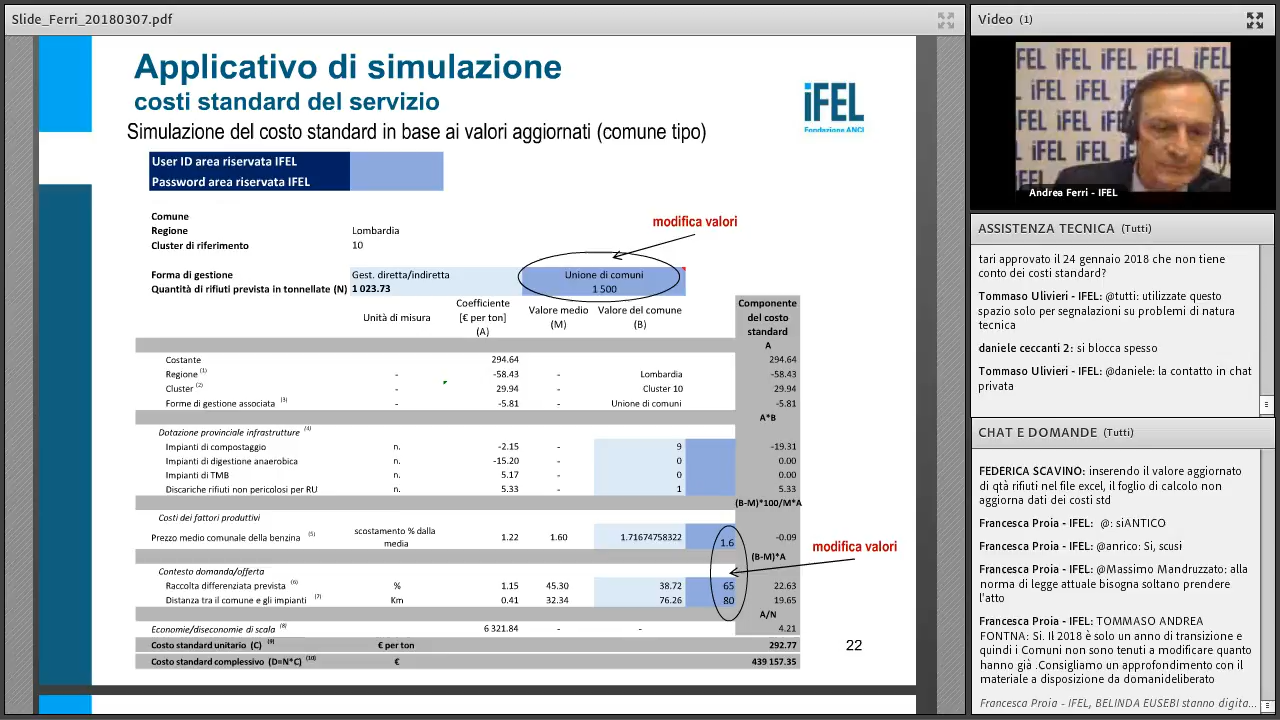 Slide_Ferri_20180307.pdf
Applicativo di simulazione
costi standard del servizio
iFEL
Fondazione ANCI
Simulazione del costo standard in base ai valori aggiornati (comune tipo)
User ID area riservata IFEL
Password area riservata IFEL
Comune
Regione Lombardia
Cluster di riferimento 10
modifica valori
Forma di gestione Gest. diretta/indiretta Unione di comuni
Quantità di rifiuti prevista in tonnellate (N) 1 023.73 1 500
Unità di misura Coefficiente [€ per ton] (A) Valore medio (M) Valore del comune (B) Componente del costo standard
A
Costante 294.64 294.64
Regione (1) - -58.43 - Lombardia -58.43
Cluster (2) - 29.94 - Cluster 10 29.94
Forme di gestione associata (3) - -5.81 - Unione di comuni -5.81
A*B
Dotazione provinciale infrastrutture (4)
Impianti di compostaggio n. -2.15 - 9 -19.31
Impianti di digestione anaerobica n. -15.20 - 0 0.00
Impianti di TMB n. 5.17 - 0 0.00
Discariche rifiuti non pericolosi per RU n. 5.33 - 1 5.33
(B-M)*100/M*A
Costi dei fattori produttivi
Prezzo medio comunale della benzina (5) scostamento % dalla media 1.22 1.60 1.71674758322 1.6 -0.09
modifica valori
(B-M)*A
Contesto domanda/offerta
Raccolta differenziata prevista (6) % 1.15 45.30 38.72 65 22.63
Distanza tra il comune e gli impianti (7) Km 0.41 32.34 76.26 80 19.65
A/N
Economie/diseconomie di scala (8) 6 321.84 - - 4.21
Costo standard unitario (C) (9) € per ton 292.77
Costo standard complessivo (D=N*C) (10) € 439 157.35
22
Video (1)
Andrea Ferri - IFEL
ASSISTENZA TECNICA (Tutti)
tari approvato il 24 gennaio 2018 che non tiene
conto dei costi standard?
Tommaso Ulivieri - IFEL: @tutti: utilizzate questo
spazio solo per segnalazioni su problemi di natura
tecnica
daniele ceccanti 2: si blocca spesso
Tommaso Ulivieri - IFEL: @daniele: la contatto in chat
privata
CHAT E DOMANDE (Tutti)
FEDERICA SCAVINO: inserendo il valore aggiornato
di qtà rifiuti nel file excel, il foglio di calcolo non
aggiorna dati dei costi std
Francesca Proia - IFEL: @: siANTICO
Francesca Proia - IFEL: @anrico: Si, scusi
Francesca Proia - IFEL: @Massimo Mandruzzato: alla
norma di legge attuale bisogna soltano prendere
l'atto
Francesca Proia - IFEL: TOMMASO ANDREA
FONTNA: Si. Il 2018 è solo un anno di transizione e
quindi i Comuni non sono tenuti a modificare quanto
hanno già .Consigliamo un approfondimento con il
materiale a disposizione da domanideliberato
Francesca Proia - IFEL, BELINDA EUSEBI stanno digita...